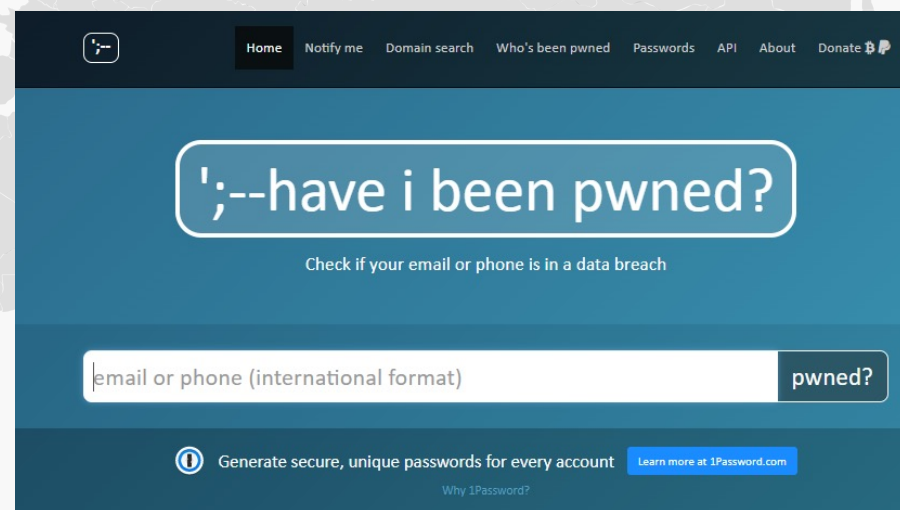 ';--
Home Notify me Domain search Who's been pwned Passwords API About Donate
';--have i been pwned?
Check if your email or phone is in a data breach
email or phone (international format)
pwned?
Generate secure, unique passwords for every account Learn more at 1Password.com
Why 1Password?